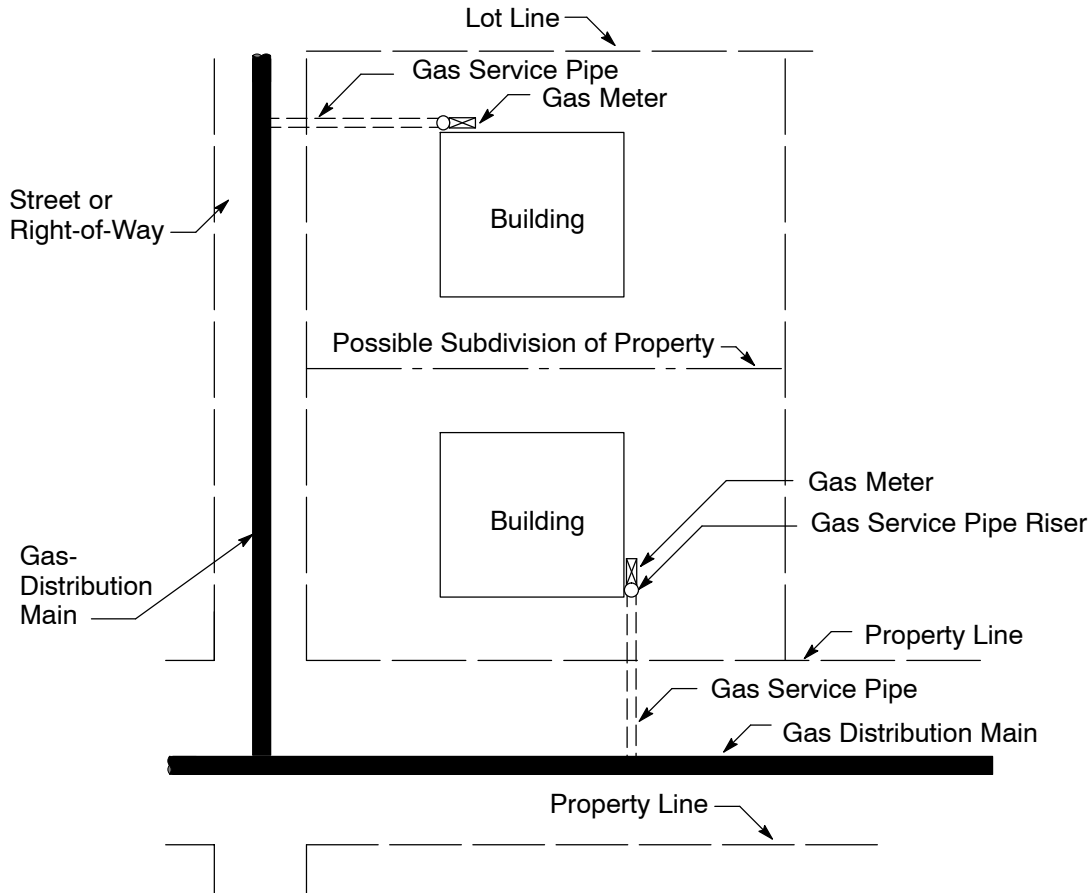 Lot Line
Gas Service Pipe
Gas Meter
Street or
Right-of-Way
Building
Possible Subdivision of Property
Gas Meter
Building
Gas Service Pipe Riser
Gas-
Distribution
Main
Property Line
Gas Service Pipe
Gas Distribution Main
Property Line